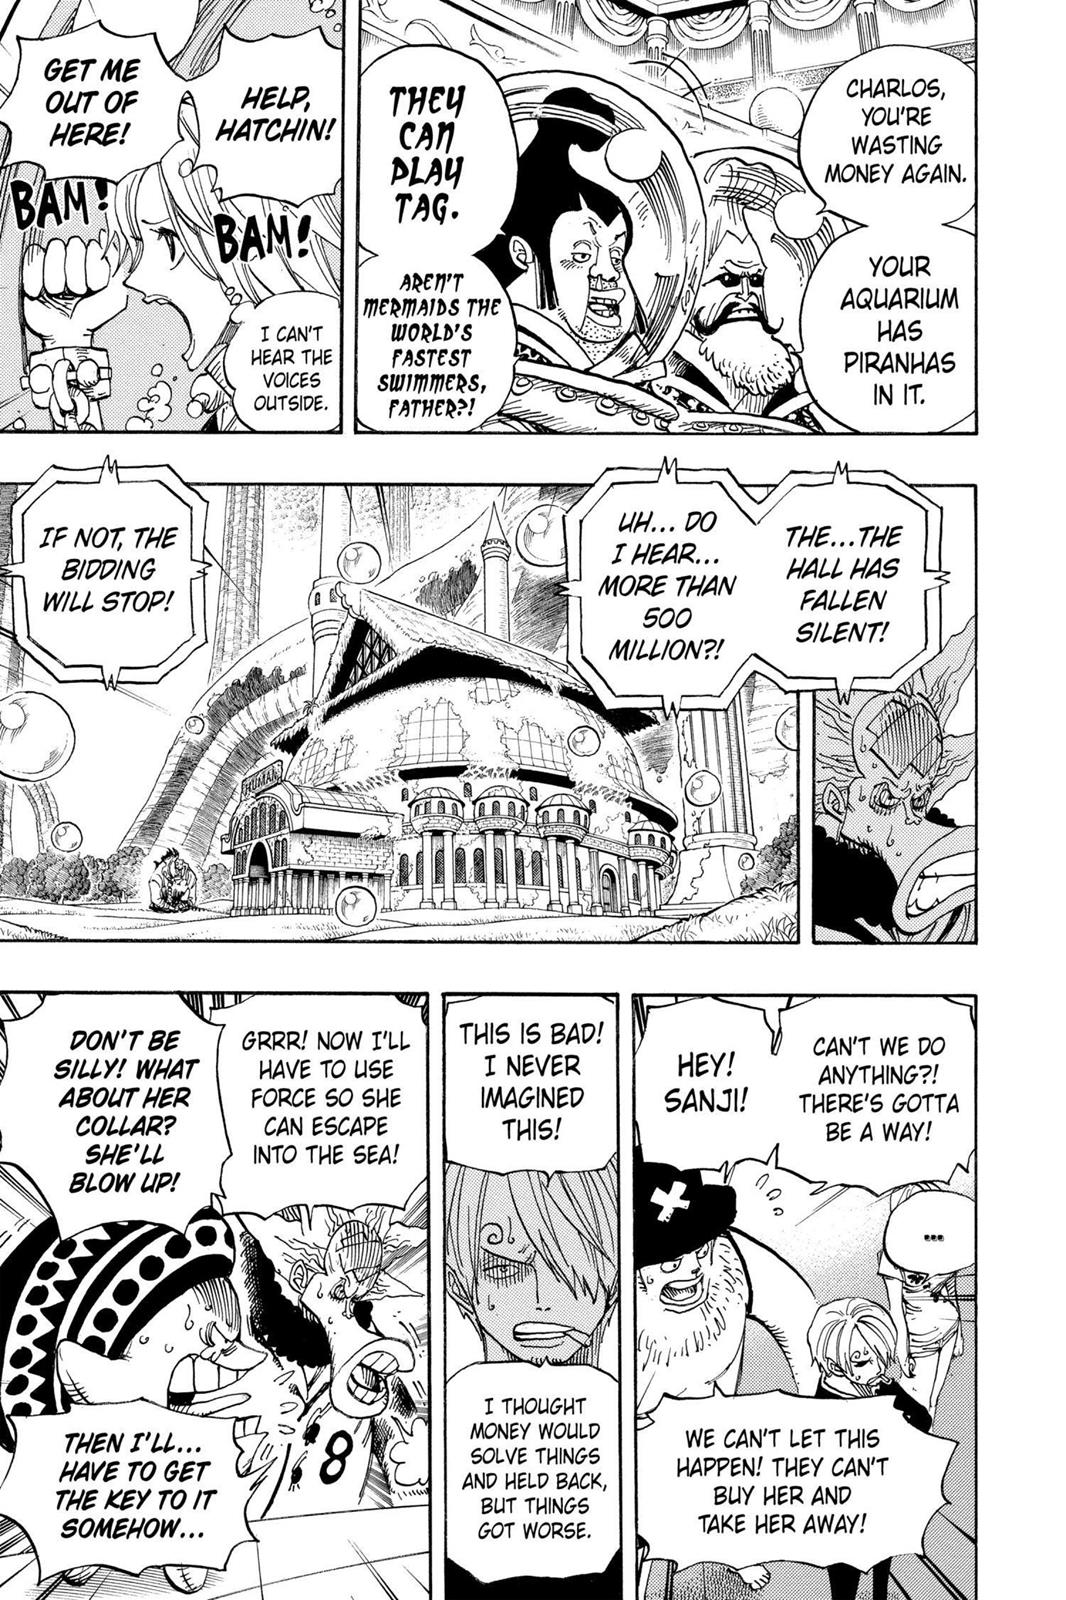 CHARLOS,
YOU'RE
WASTING
MONEY AGAIN.
YOUR
AQUARIUM
HAS
PIRANHAS
IN IT.
THEY
CAN
PLAY
TAG.
AREN'T
MERMAIDS THE
WORLD'S
FASTEST
SWIMMERS,
FATHER?!
HELP,
HATCHIN!
GET ME
OUT OF
HERE!
BAM!
BAM!
I CAN'T
HEAR THE
VOICES
OUTSIDE.
THE...THE
HALL HAS
FALLEN
SILENT!
UH... DO
I HEAR...
MORE THAN
500
MILLION?!
IF NOT, THE
BIDDING
WILL STOP!
HUMAN
CAN'T WE DO
ANYTHING?!
THERE'S GOTTA
BE A WAY!
HEY!
SANJI!
...
WE CAN'T LET THIS
HAPPEN! THEY CAN'T
BUY HER AND
TAKE HER AWAY!
THIS IS BAD!
I NEVER
IMAGINED
THIS!
I THOUGHT
MONEY WOULD
SOLVE THINGS
AND HELD BACK,
BUT THINGS
GOT WORSE.
GRRR! NOW I'LL
HAVE TO USE
FORCE SO SHE
CAN ESCAPE
INTO THE SEA!
DON'T BE
SILLY! WHAT
ABOUT HER
COLLAR?
SHE'LL
BLOW UP!
8
THEN I'LL...
HAVE TO GET
THE KEY TO IT
SOMEHOW...